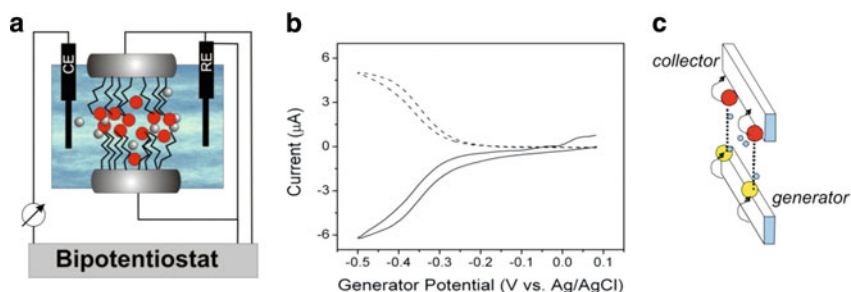 a
CE
RE
Bipotentiostat
b
Current (μA)
6
3
0
-3
-6
-0.5 -0.4 -0.3 -0.2 -0.1 0.0 0.1
Generator Potential (V vs. Ag/AgCl)
c
collector
generator